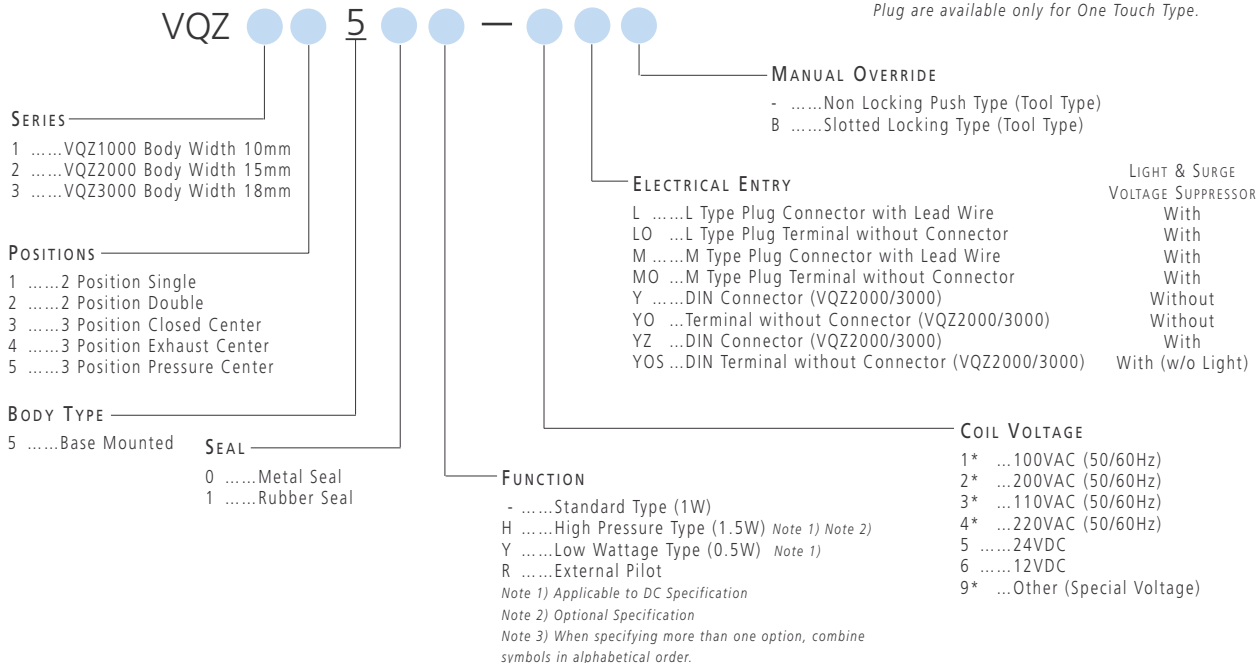 Plug are available only for One Touch Type.
VQZ 5 —
MANUAL OVERRIDE
- ......Non Locking Push Type (Tool Type)
B ......Slotted Locking Type (Tool Type)
SERIES
1 ......VQZ1000 Body Width 10mm
2 ......VQZ2000 Body Width 15mm
3 ......VQZ3000 Body Width 18mm
ELECTRICAL ENTRY
LIGHT & SURGE
VOLTAGE SUPPRESSOR
L ......L Type Plug Connector with Lead Wire With
LO ...L Type Plug Terminal without Connector With
M ......M Type Plug Connector with Lead Wire With
MO ...M Type Plug Terminal without Connector With
Y ......DIN Connector (VQZ2000/3000) Without
YO ...Terminal without Connector (VQZ2000/3000) Without
YZ ...DIN Connector (VQZ2000/3000) With
YOS ...DIN Terminal without Connector (VQZ2000/3000) With (w/o Light)
POSITIONS
1 ......2 Position Single
2 ......2 Position Double
3 ......3 Position Closed Center
4 ......3 Position Exhaust Center
5 ......3 Position Pressure Center
BODY TYPE
5 ......Base Mounted
SEAL
0 ......Metal Seal
1 ......Rubber Seal
FUNCTION
- ......Standard Type (1W)
H ......High Pressure Type (1.5W) Note 1) Note 2)
Y ......Low Wattage Type (0.5W) Note 1)
R ......External Pilot
Note 1) Applicable to DC Specification
Note 2) Optional Specification
Note 3) When specifying more than one option, combine
symbols in alphabetical order.
COIL VOLTAGE
1* ...100VAC (50/60Hz)
2* ...200VAC (50/60Hz)
3* ...110VAC (50/60Hz)
4* ...220VAC (50/60Hz)
5 ......24VDC
6 ......12VDC
9* ...Other (Special Voltage)